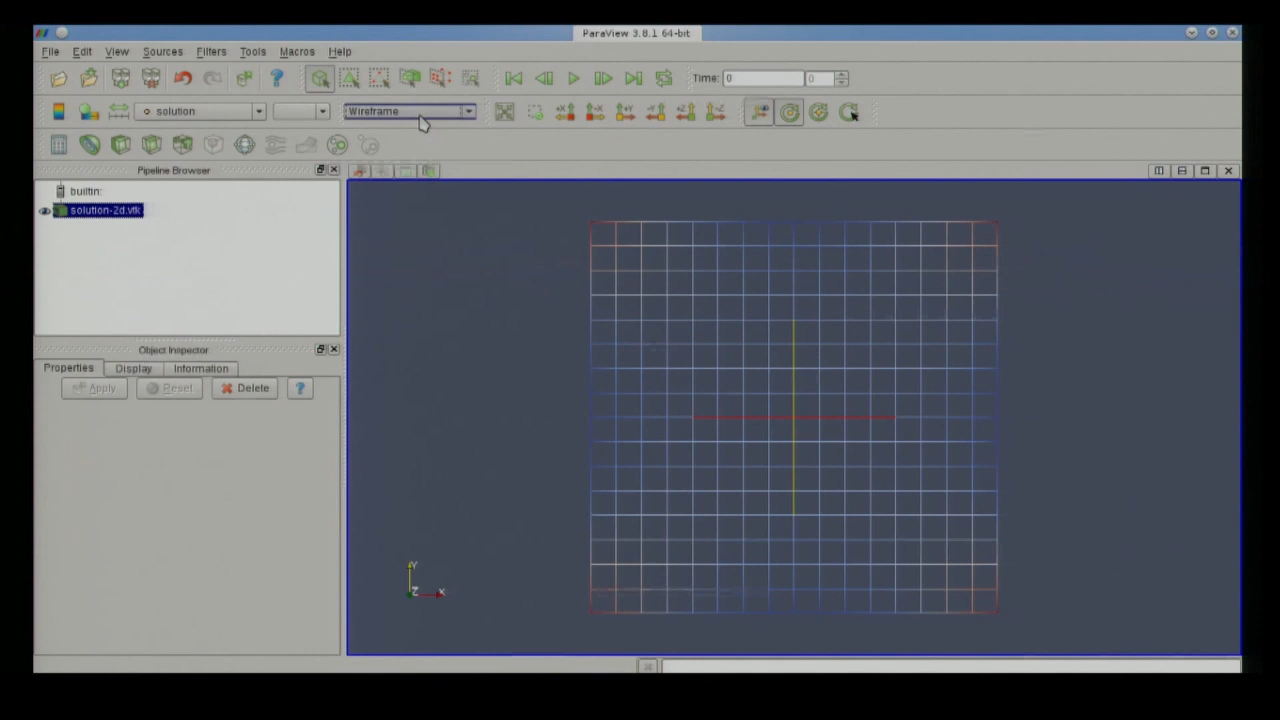 ParaView 3.8.1 64-bit
File Edit View Sources Filters Tools Macros Help
Time: 0 0
solution Wireframe
+X -X +Y -Y +Z -Z
Pipeline Browser
builtin:
solution-2d.vtk
Object Inspector
Properties Display Information
Apply Reset Delete ?
Y
Z X